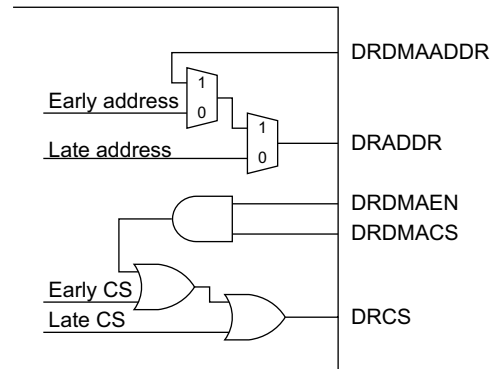 DRDMAADDR
1
Early address
0
1
DRADDR
Late address
0
DRDMAEN
DRDMACS
Early CS
Late CS
DRCS